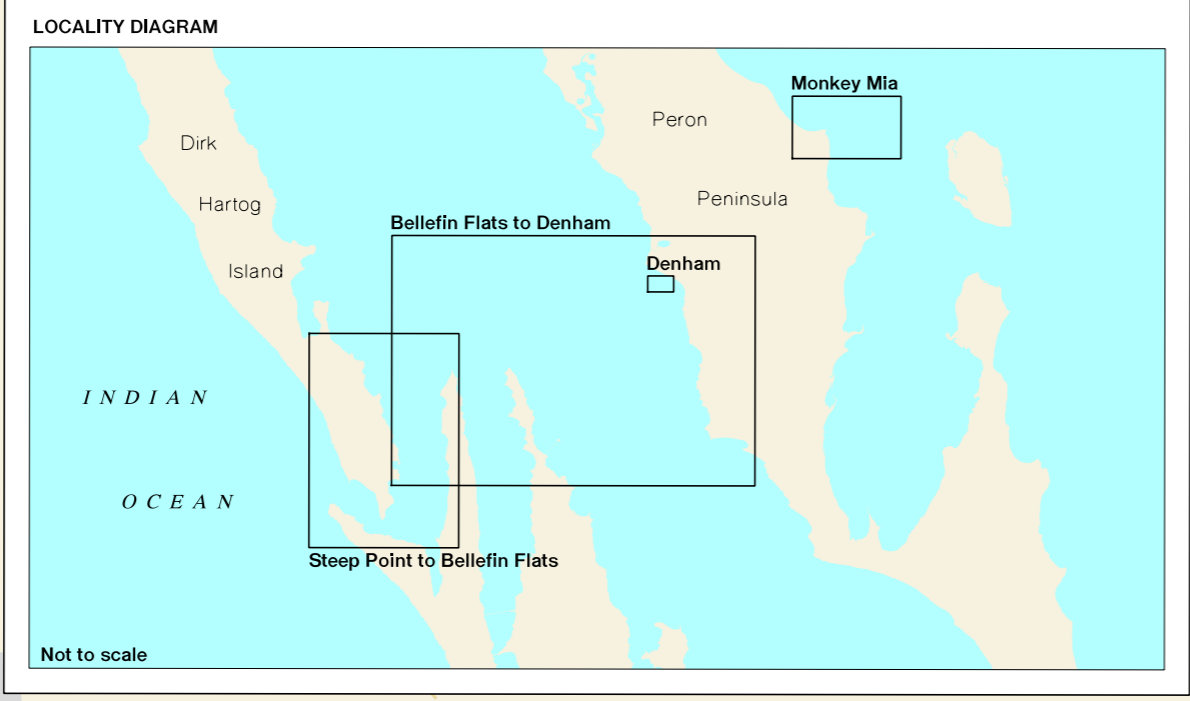 LOCALITY DIAGRAM
Monkey Mia
Peron
Dirk
Peninsula
Hartog
Bellefin Flats to Denham
Denham
Island
INDIAN
OCEAN
Steep Point to Bellefin Flats
Not to scale